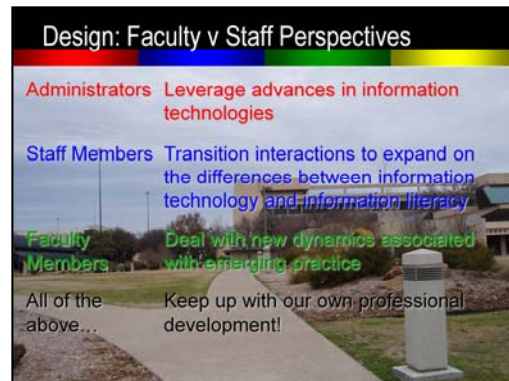 Design: Faculty v Staff Perspectives
Administrators Leverage advances in information
technologies
Staff Members Transition interactions to expand on
the differences between information
technology and information literacy
Faculty Deal with new dynamics associated
Members with emerging practice
All of the Keep up with our own professional
above… development!